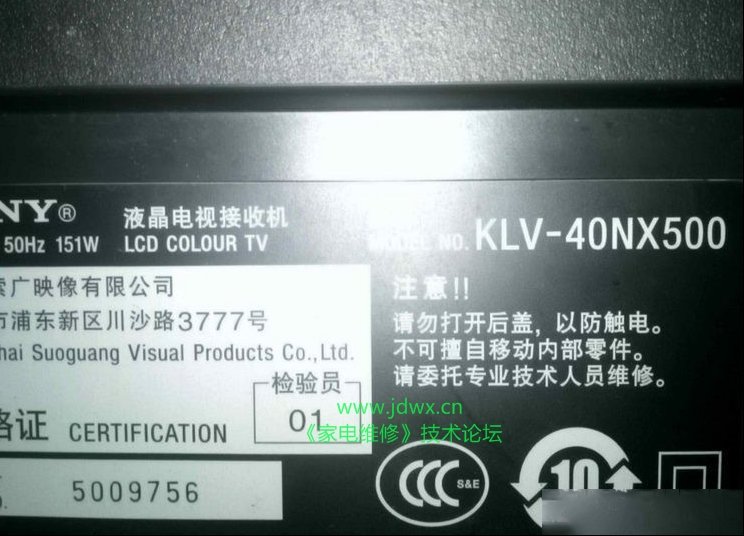 NY®
液晶电视接收机
50Hz 151W
LCD COLOUR TV
MODEL NO. KLV-40NX500
索广映像有限公司
市浦东新区川沙路3777号
hai Suoguang Visual Products Co.,Ltd.
注意!!
请勿打开后盖，以防触电。
不可擅自移动内部零件。
请委托专业技术人员维修。
检验员
01
格证 CERTIFICATION
www.jdwx.cn
《家电维修》技术论坛
5009756
CCC
S&E
10